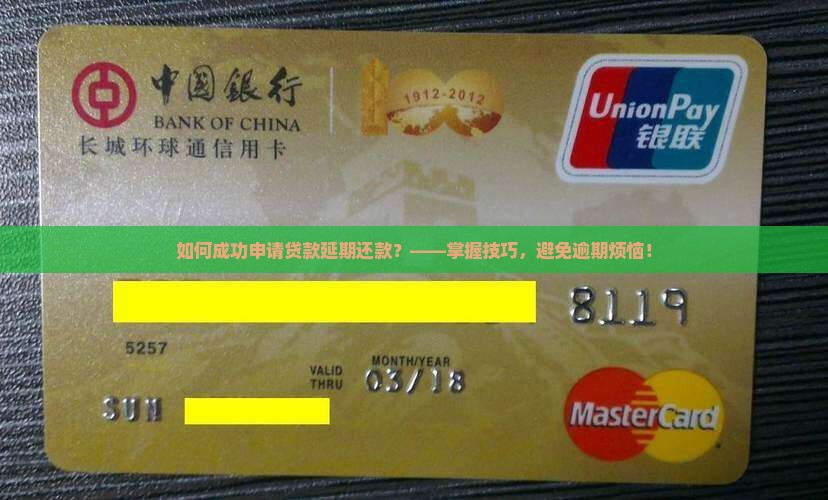 中國銀行
BANK OF CHINA
长城环球通信用卡
1912-2012
UnionPay
银联
如何成功申请贷款延期还款？——掌握技巧，避免逾期烦恼！
8119
5257
VALID THRU
MONTH/YEAR
03/18
SUN
MasterCard